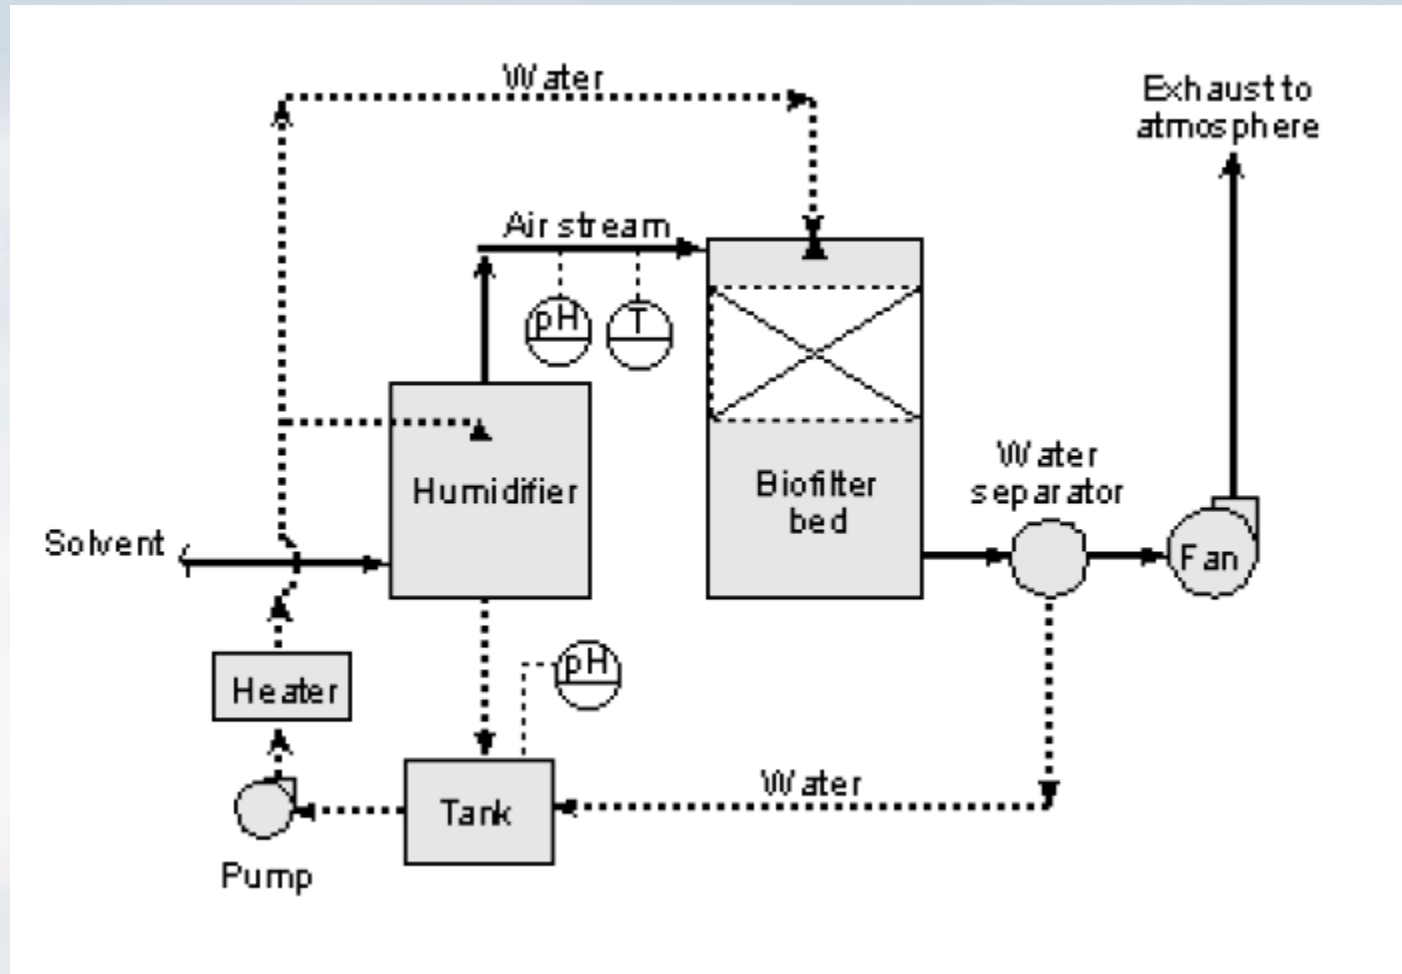 Water
Exhaust to
atmosphere
Air stream
pH
T
Humidifier
Biofilter
bed
Water
separator
Solvent
Fan
pH
Heater
Water
Tank
Pump